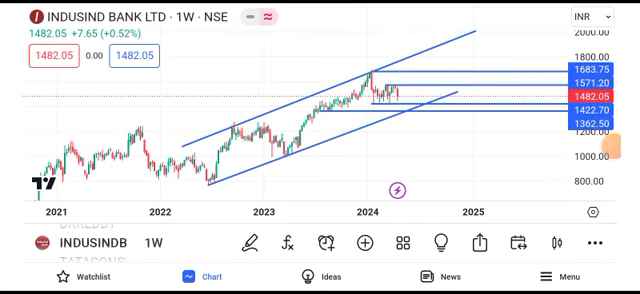 INDUSIND BANK LTD · 1W · NSE
INR
1482.05 +7.65 (+0.52%)
1482.05 0.00 1482.05
2000.00
1800.00
1683.75
1571.20
1482.05
1422.70
1362.50
1200.00
1000.00
800.00
2021 2022 2023 2024 2025
INDUSINDB 1W
Watchlist Chart Ideas News Menu